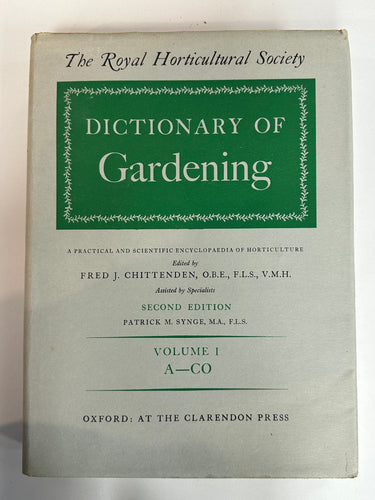 The Royal Horticultural Society
DICTIONARY OF
Gardening
A PRACTICAL AND SCIENTIFIC ENCYCLOPAEDIA OF HORTICULTURE
Edited by
FRED J. CHITTENDEN, O.B.E., F.L.S., V.M.H.
Assisted by Specialists
SECOND EDITION
PATRICK M. SYNGE, M.A., F.L.S.
VOLUME I
A—CO
OXFORD: AT THE CLARENDON PRESS